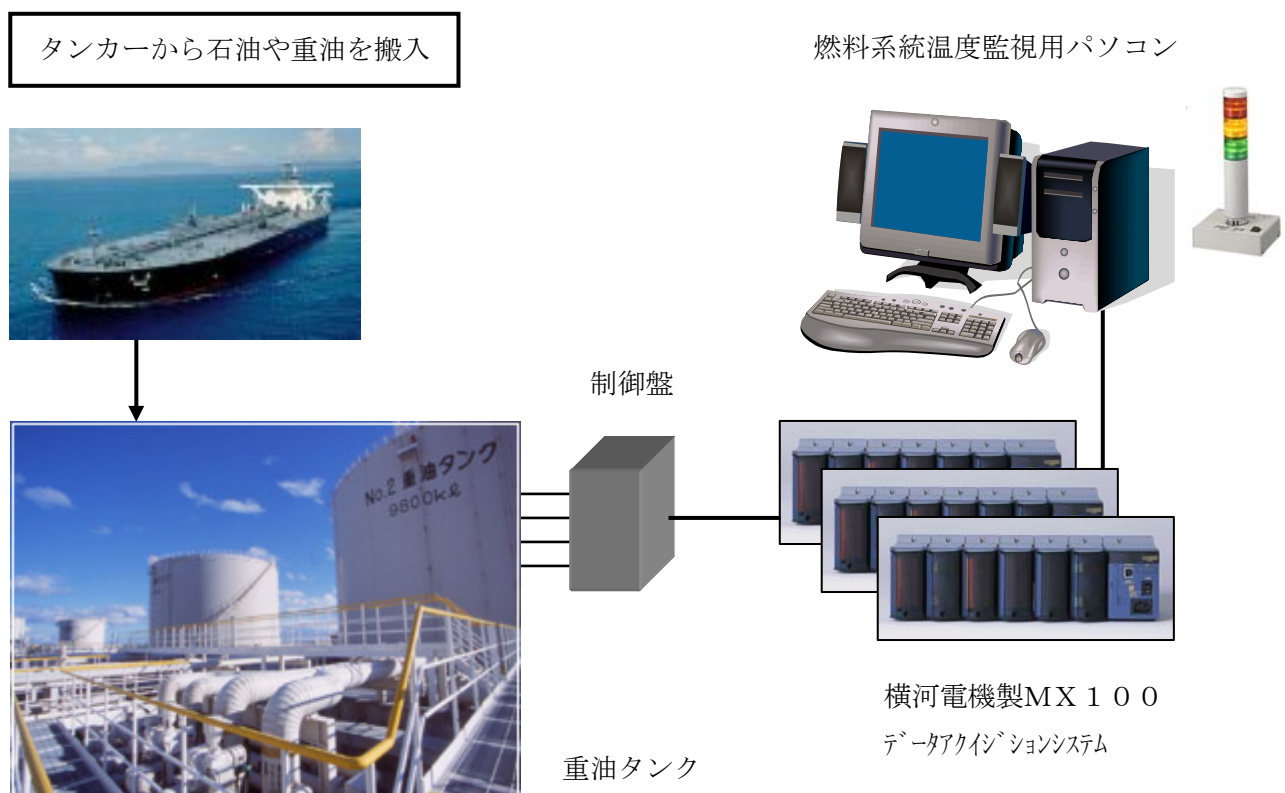 タンカーから石油や重油を搬入
燃料系統温度監視用パソコン
制御盤
No.2 重油タンク
9800kℓ
横河電機製MX１００
ﾃﾞｰﾀアクイｼﾞｼｮﾝｼｽﾃﾑ
重油タンク